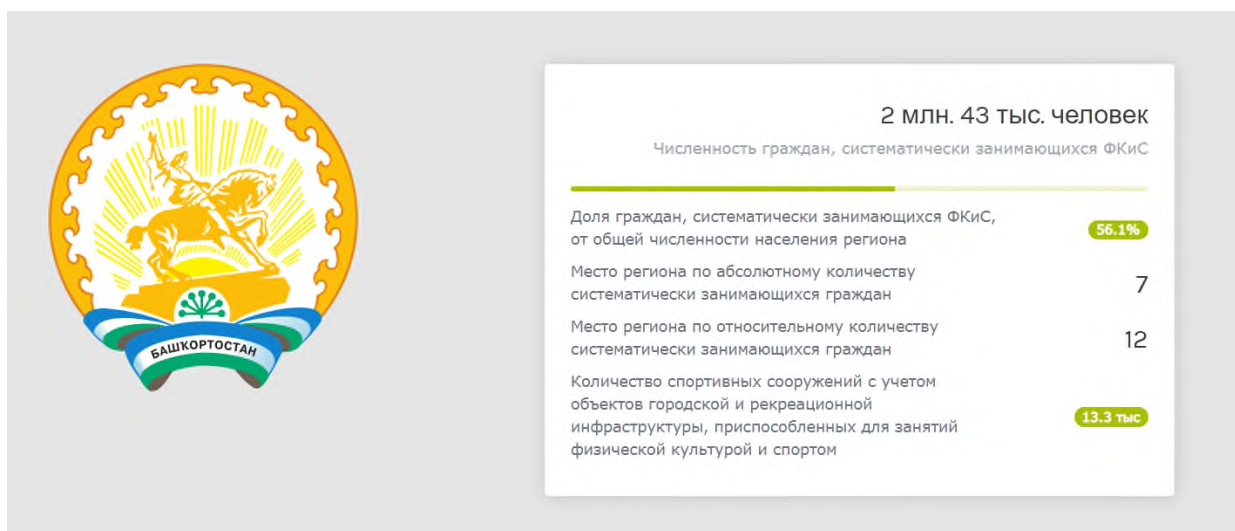 БАШКОРТОСТАН
2 млн. 43 тыс. человек
Численность граждан, систематически занимающихся ФКиС
Доля граждан, систематически занимающихся ФКиС,
от общей численности населения региона
56.1%
Место региона по абсолютному количеству
систематически занимающихся граждан
7
Место региона по относительному количеству
систематически занимающихся граждан
12
Количество спортивных сооружений с учетом
объектов городской и рекреационной
инфраструктуры, приспособленных для занятий
физической культурой и спортом
13.3 тыс